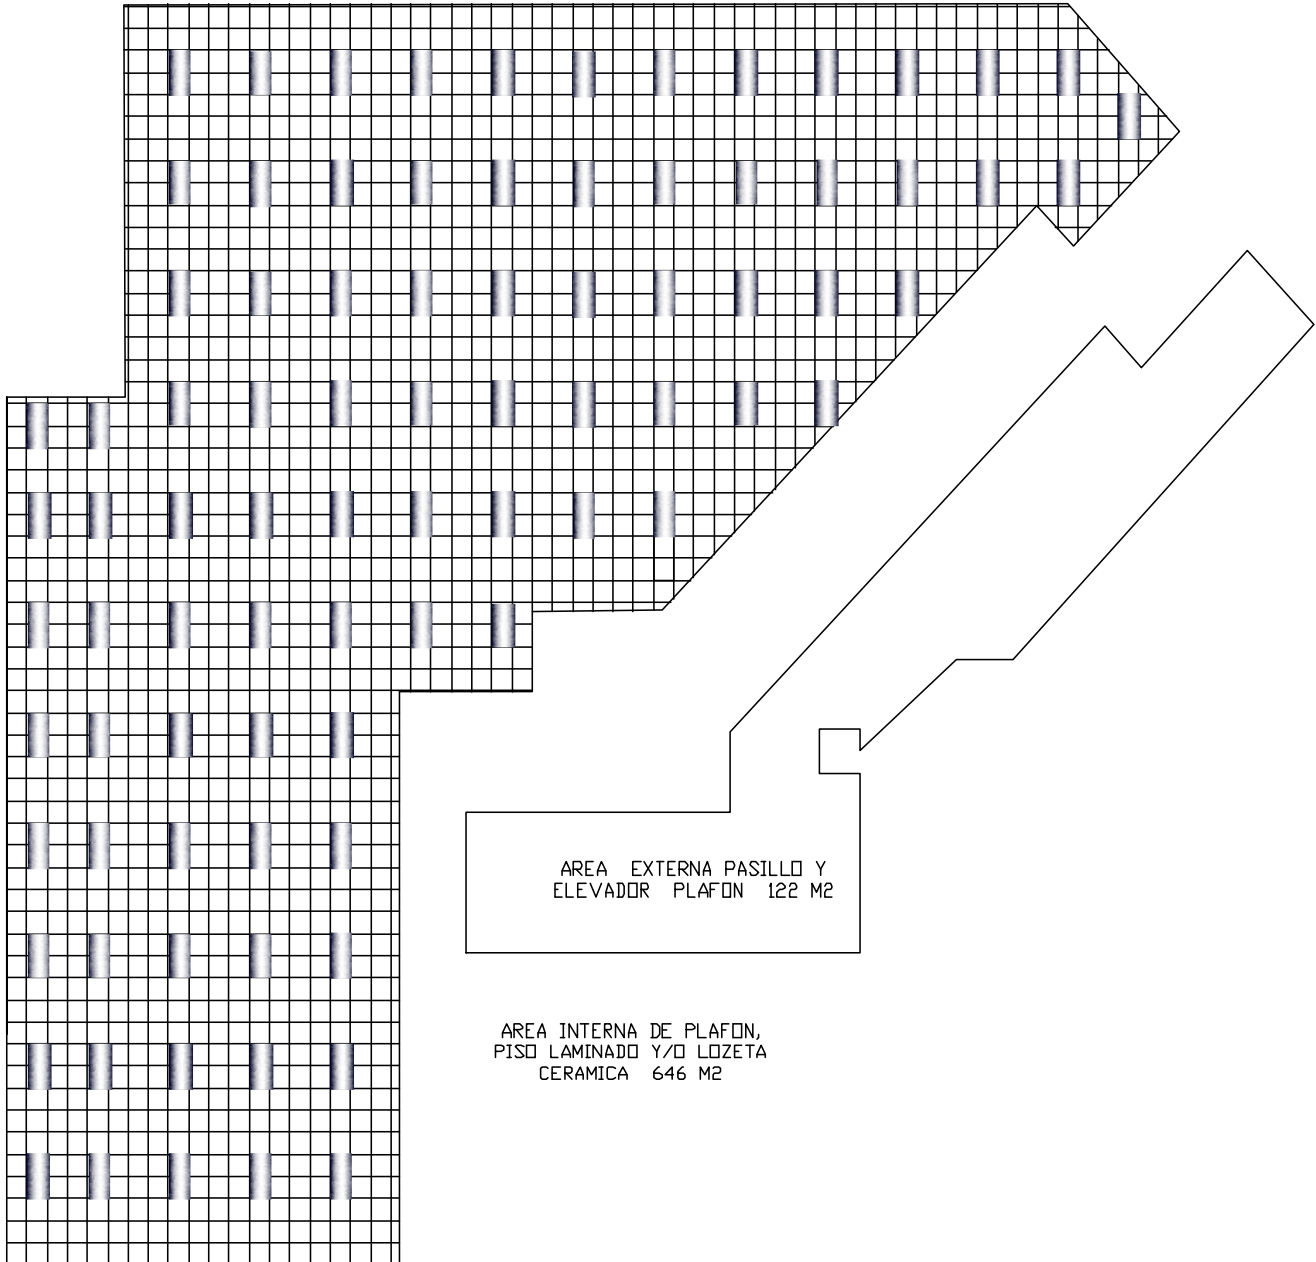 AREA EXTERNA PASILLO Y
ELEVADOR PLAFON 122 M2
AREA INTERNA DE PLAFON,
PISO LAMINADO Y/O LOZETA
CERAMICA 646 M2